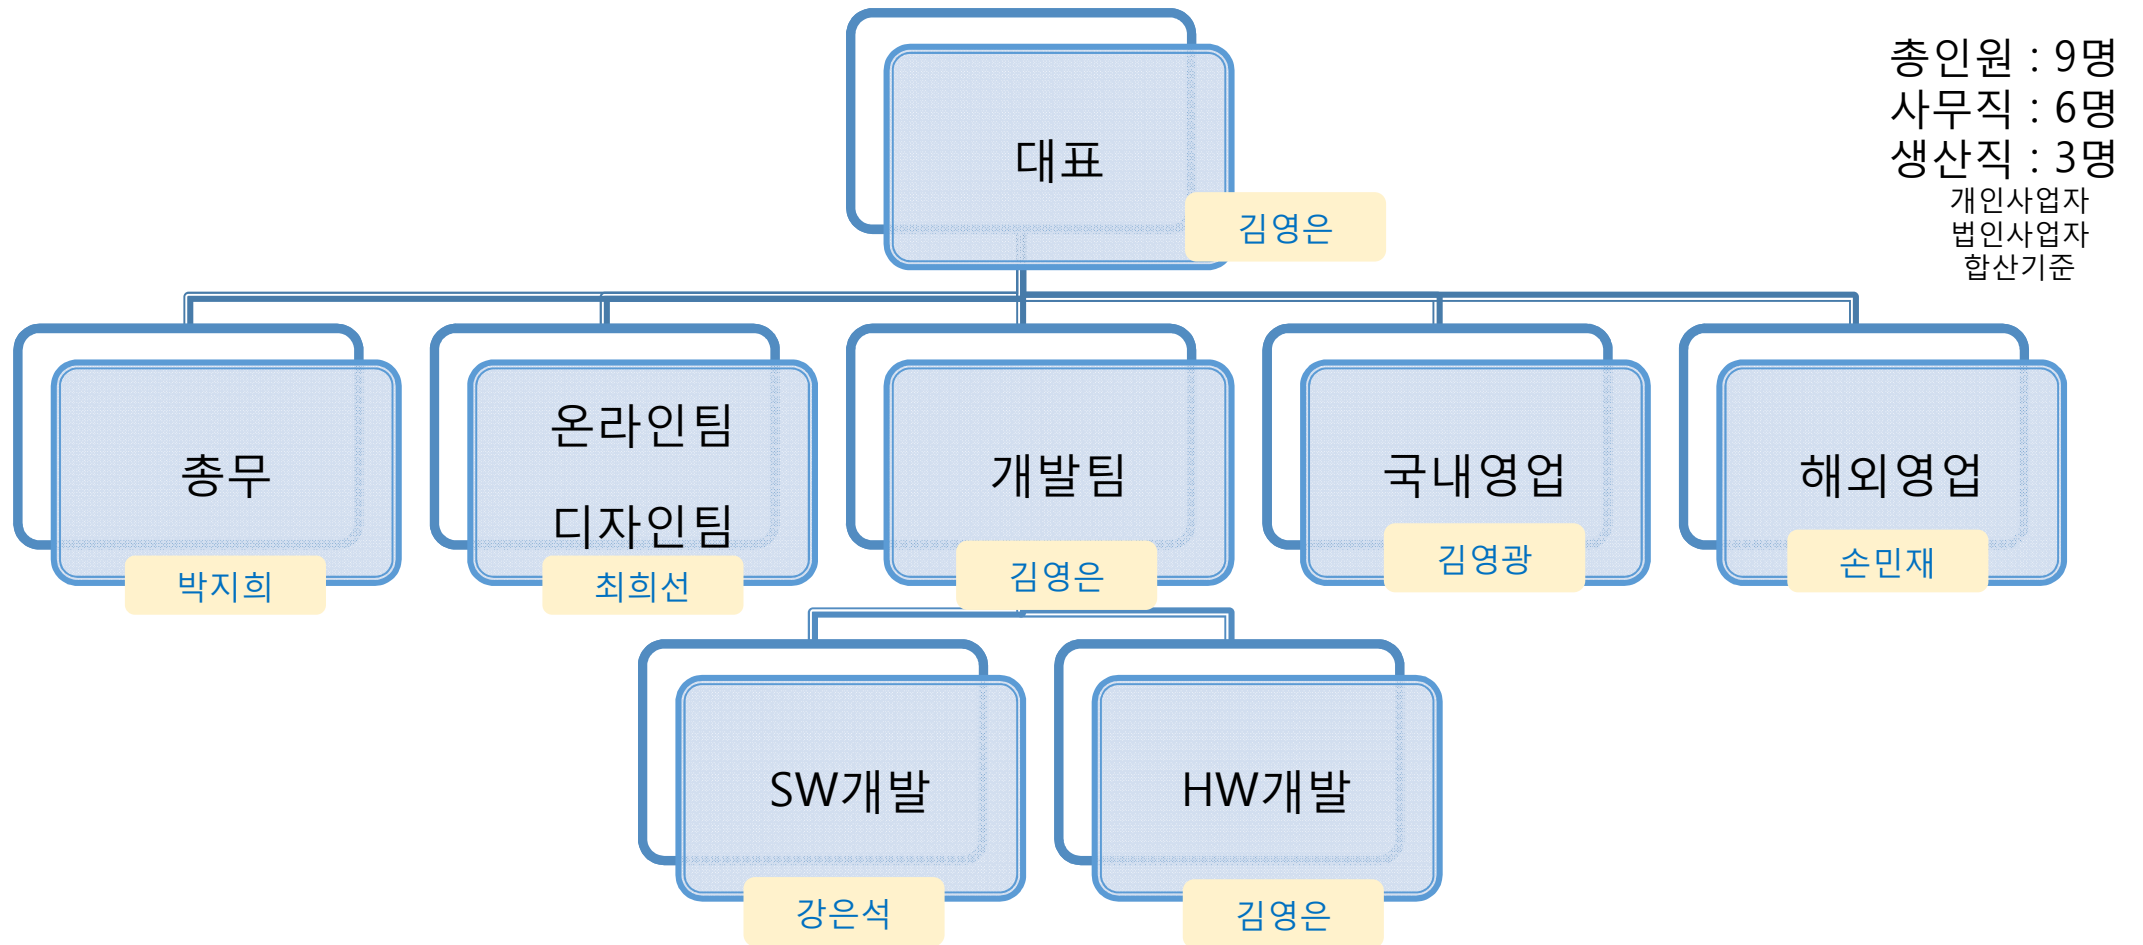 대표
김영은
총인원 : 9명
사무직 : 6명
생산직 : 3명
개인사업자
법인사업자
합산기준
총무
박지희
온라인팀
디자인팀
최희선
개발팀
김영은
국내영업
김영광
해외영업
손민재
SW개발
강은석
HW개발
김영은